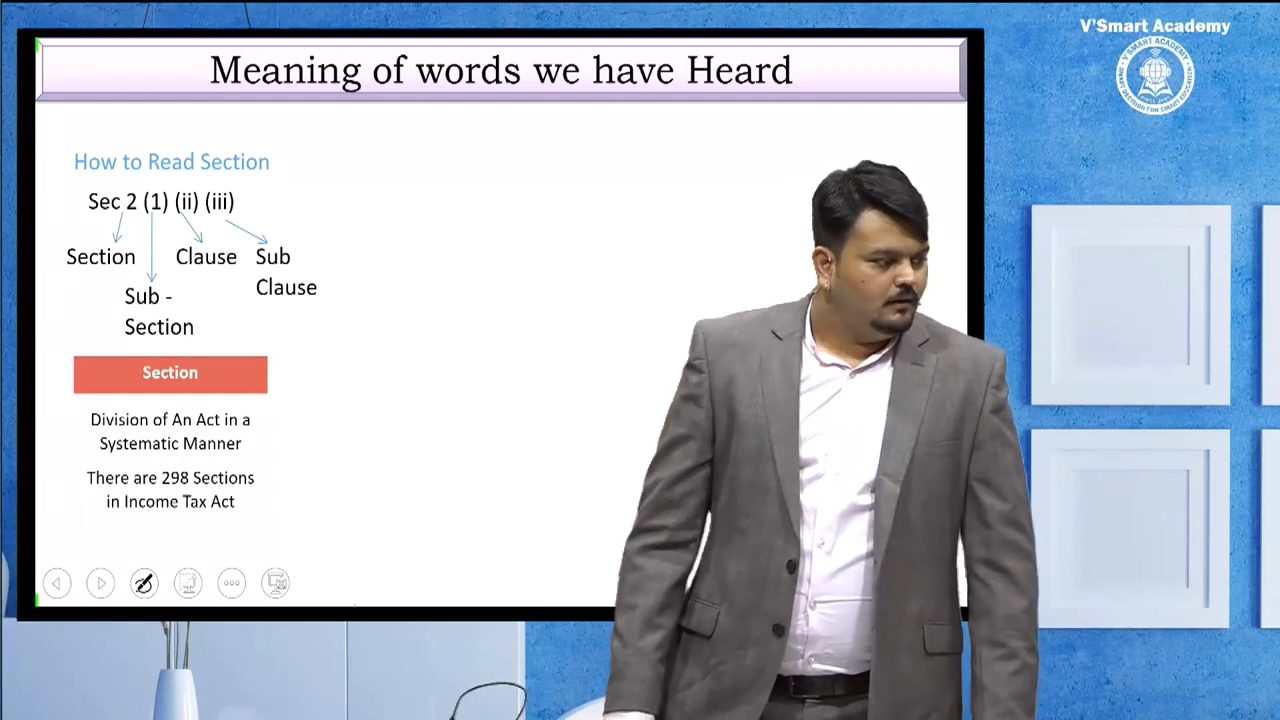 V'Smart Academy
V SMART ACADEMY
Meaning of words we have Heard
How to Read Section
Sec 2 (1) (ii) (iii)
Section
Clause
Sub
Clause
Sub -
Section
Section
Division of An Act in a
Systematic Manner
There are 298 Sections
in Income Tax Act